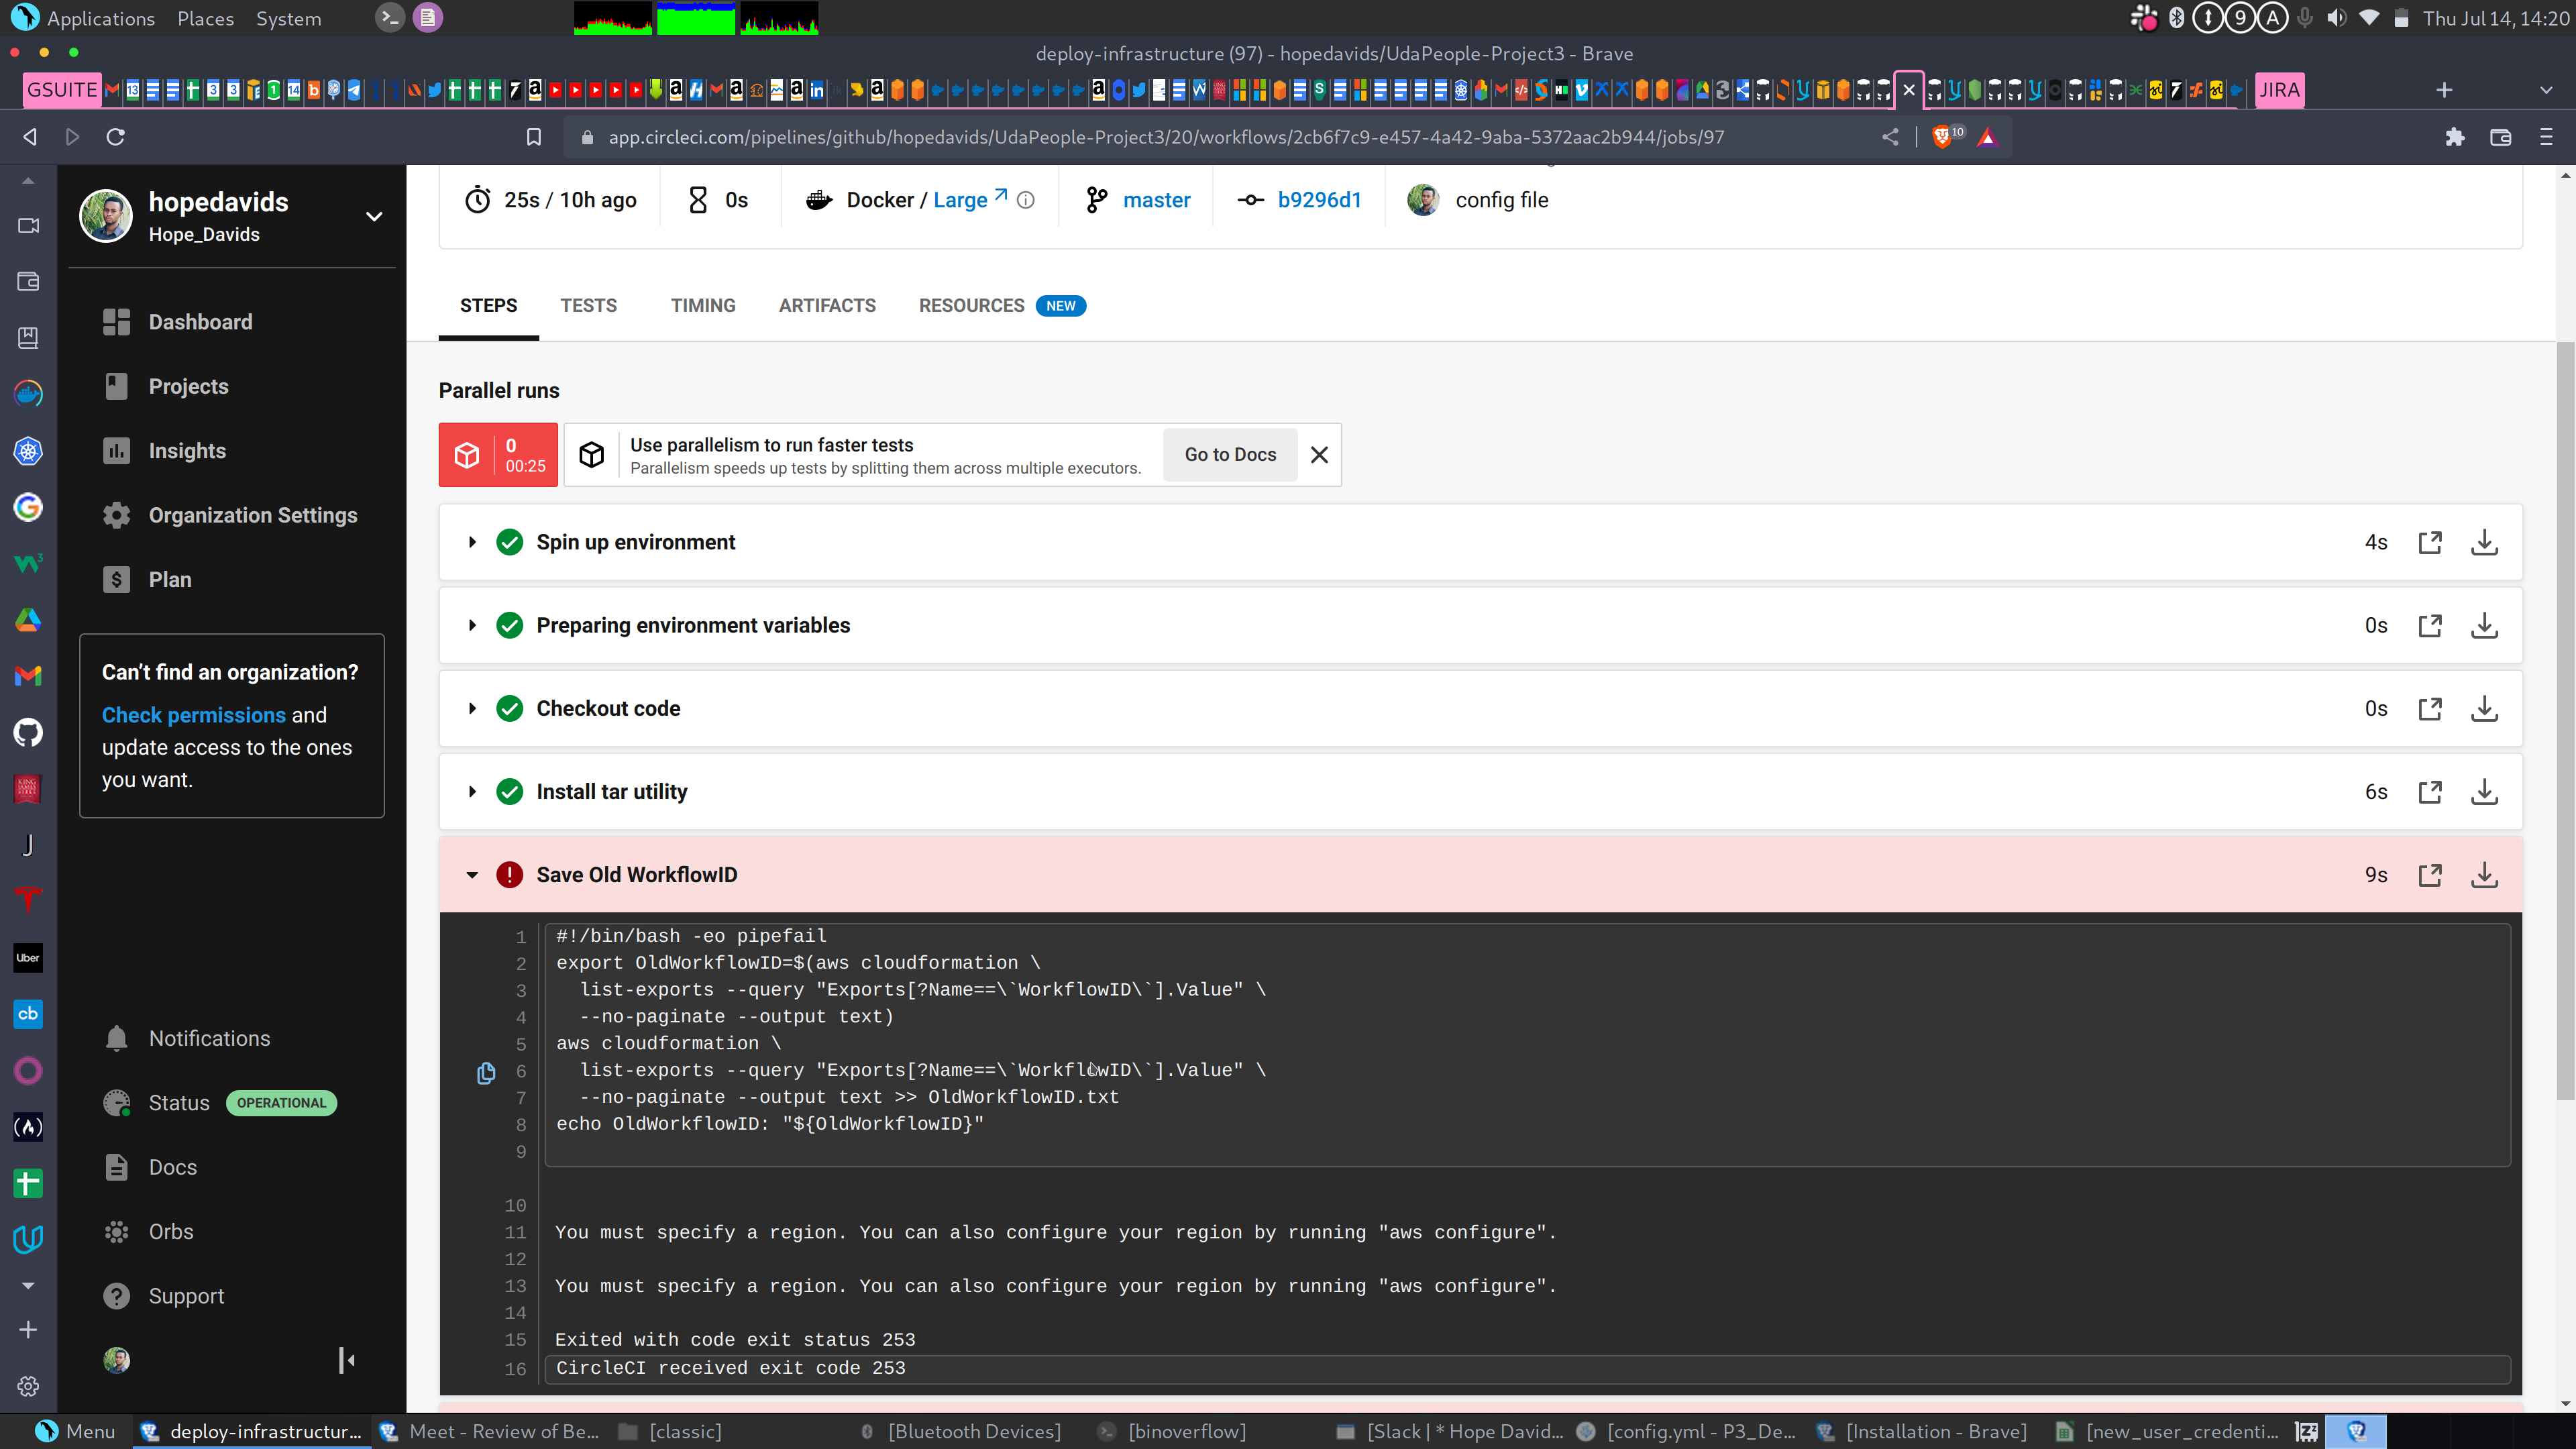 Applications Places System
9 A Thu Jul 14, 14:20
deploy-infrastructure (97) - hopedavids/UdaPeople-Project3 - Brave
GSUITE
JIRA
app.circleci.com/pipelines/github/hopedavids/UdaPeople-Project3/20/workflows/2cb6f7c9-e457-4a42-9aba-5372aac2b944/jobs/97
10
hopedavids
Hope_Davids
25s / 10h ago
0s
Docker / Large
master
b9296d1
config file
Dashboard
Projects
Insights
Organization Settings
Plan
Can't find an organization?
Check permissions and
update access to the ones
you want.
Notifications
Status OPERATIONAL
Docs
Orbs
Support
STEPS TESTS TIMING ARTIFACTS RESOURCES NEW
Parallel runs
0
00:25
Use parallelism to run faster tests
Parallelism speeds up tests by splitting them across multiple executors.
Go to Docs
Spin up environment 4s
Preparing environment variables 0s
Checkout code 0s
Install tar utility 6s
Save Old WorkflowID 9s
1 #!/bin/bash -eo pipefail
2 export OldWorkflowID=$(aws cloudformation \
3 list-exports --query "Exports[?Name==\`WorkflowID\`].Value" \
4 --no-paginate --output text)
5 aws cloudformation \
6 list-exports --query "Exports[?Name==\`WorkflowID\`].Value" \
7 --no-paginate --output text >> OldWorkflowID.txt
8 echo OldWorkflowID: "${OldWorkflowID}"
9
10
11 You must specify a region. You can also configure your region by running "aws configure".
12
13 You must specify a region. You can also configure your region by running "aws configure".
14
15 Exited with code exit status 253
16 CircleCI received exit code 253
Uber
cb
Menu
deploy-infrastructur...
Meet - Review of Be...
[classic]
[Bluetooth Devices]
[binoverflow]
[Slack | * Hope David...
[config.yml - P3_De...
[Installation - Brave]
[new_user_credenti...